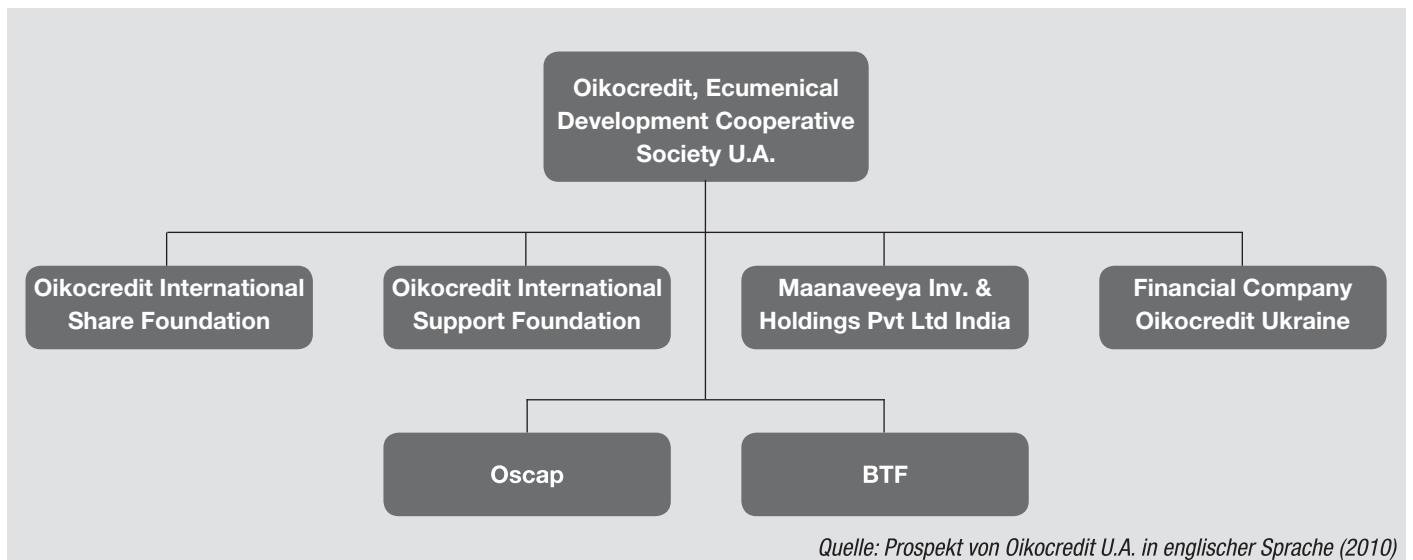 Oikocredit, Ecumenical
Development Cooperative
Society U.A.
Oikocredit International
Share Foundation
Oikocredit International
Support Foundation
Maanaveeya Inv. &
Holdings Pvt Ltd India
Financial Company
Oikocredit Ukraine
Oscap
BTF
Quelle: Prospekt von Oikocredit U.A. in englischer Sprache (2010)